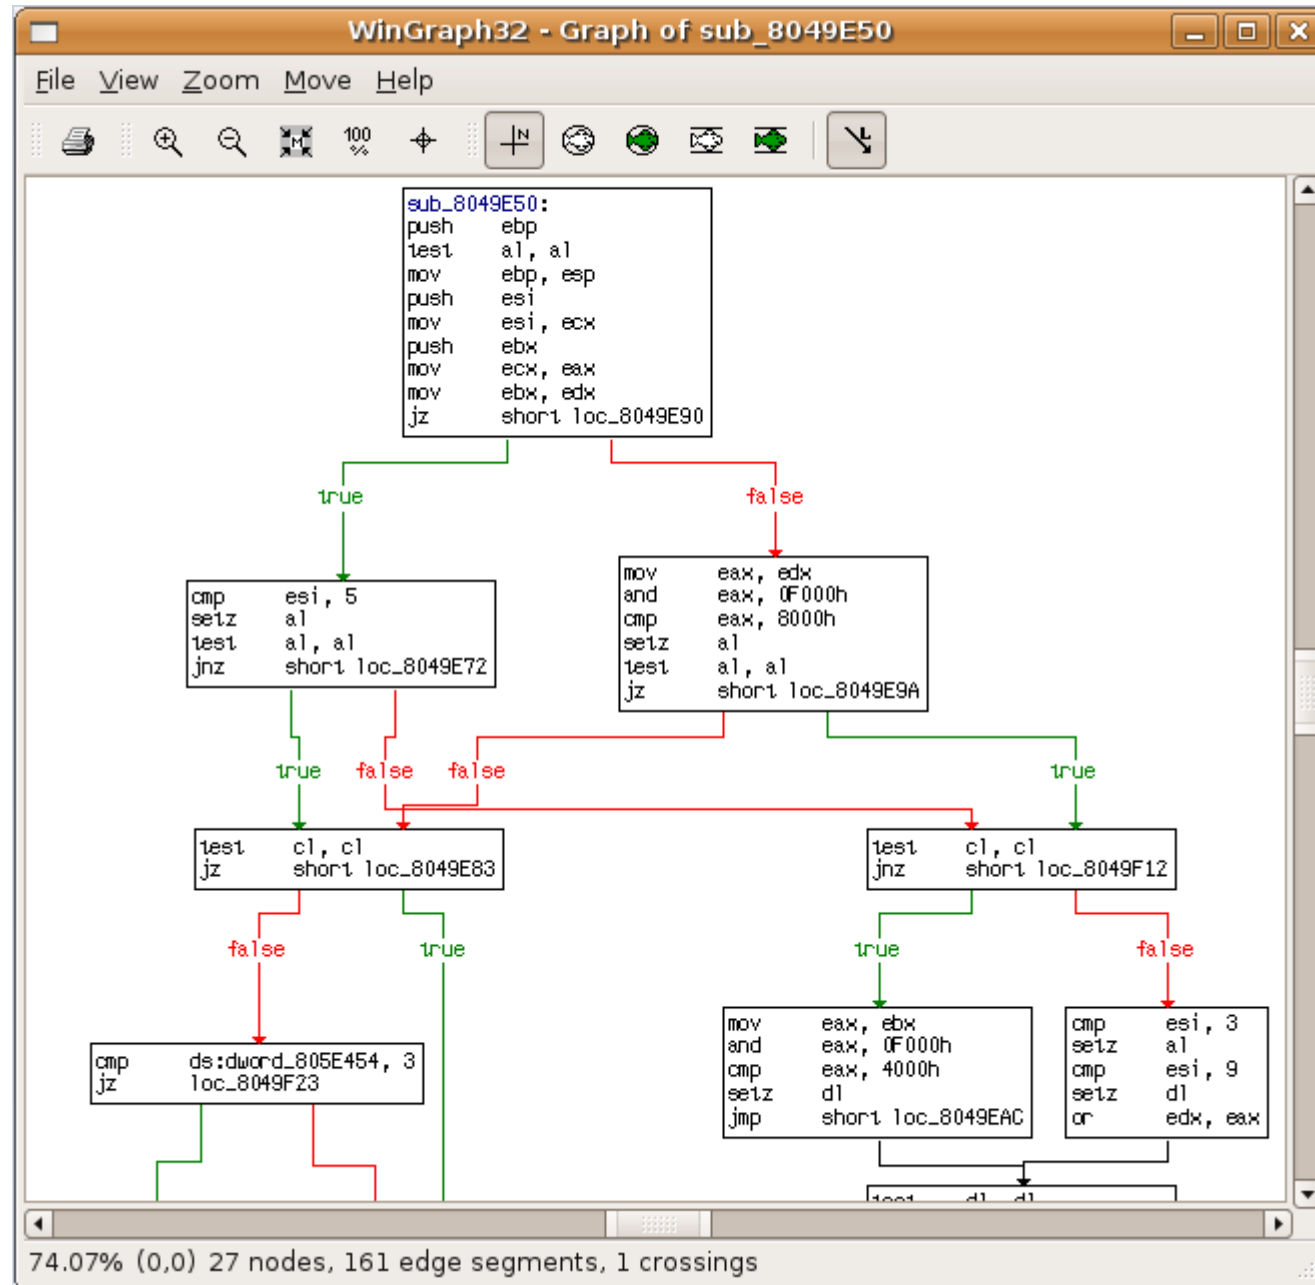 WinGraph32 - Graph of sub_8049E50
File View Zoom Move Help
M 100 % N L
sub_8049E50:
push ebp
test al, al
mov ebp, esp
push esi
mov esi, ecx
push ebx
mov ecx, eax
mov ebx, edx
jz short loc_8049E90
true
false
cmp esi, 5
setz al
test al, al
jnz short loc_8049E72
mov eax, edx
and eax, 0F000h
cmp eax, 8000h
setz al
test al, al
jz short loc_8049E9A
true
false
false
true
test cl, cl
jz short loc_8049E83
test cl, cl
jnz short loc_8049F12
false
true
true
false
cmp ds:dword_805E454, 3
jz loc_8049F23
mov eax, ebx
and eax, 0F000h
cmp eax, 4000h
setz dl
jmp short loc_8049EAC
cmp esi, 3
setz al
cmp esi, 9
setz dl
or edx, eax
test dl, dl
74.07% (0,0) 27 nodes, 161 edge segments, 1 crossings